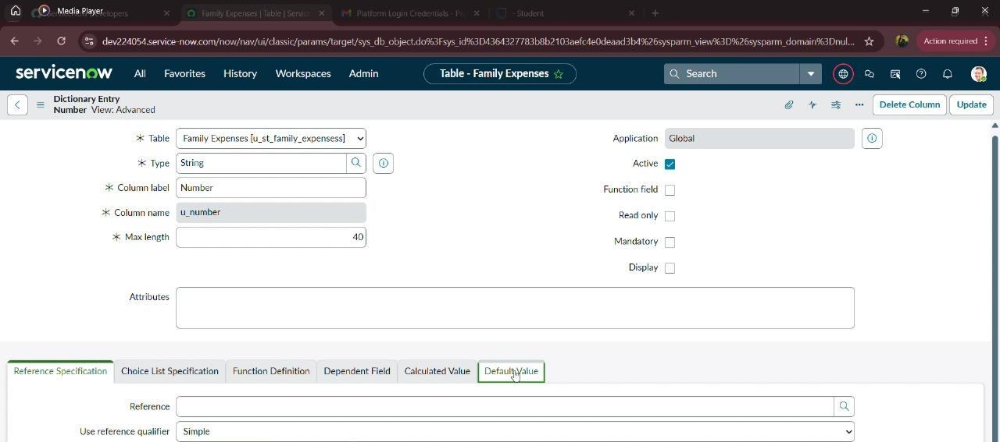 Media Player
Family Expenses | Table | Servic
Platform Login Credentials - Pr
- Student
dev224054.service-now.com/now/nav/ui/classic/params/target/sys_db_object.do%3Fsys_id%3D4364327783b8b2103aefc4e0deaad3b4%26sysparm_view%3D%26sysparm_domain%3Dnul...
Action required
servicenow All Favorites History Workspaces Admin Table - Family Expenses Search
Dictionary Entry
Number View: Advanced
Delete Column Update
Table Family Expenses [u_st_family_expensess]
Application Global
Type String
Active
Column label Number
Function field
Column name u_number
Read only
Max length 40
Mandatory
Display
Attributes
Reference Specification Choice List Specification Function Definition Dependent Field Calculated Value Default Value
Reference
Use reference qualifier Simple